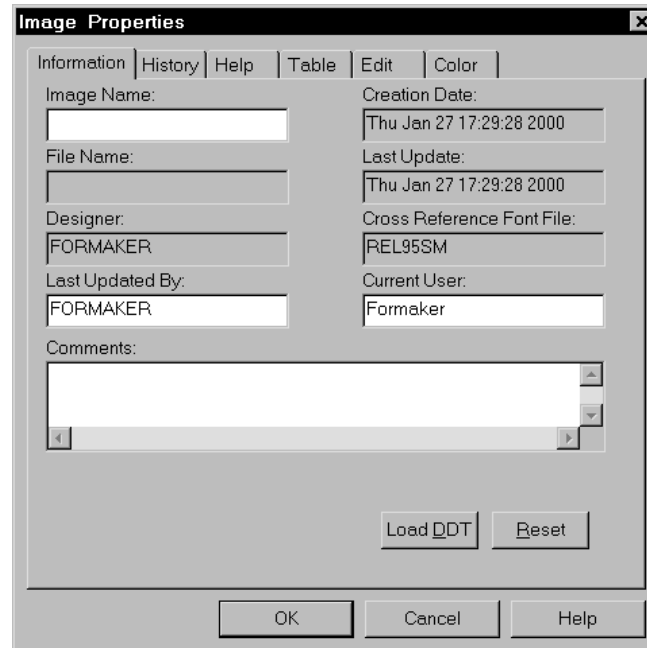 Image Properties
Information History Help Table Edit Color
Image Name:
Creation Date:
Thu Jan 27 17:29:28 2000
File Name:
Last Update:
Thu Jan 27 17:29:28 2000
Designer:
Cross Reference Font File:
FORMAKER
REL95SM
Last Updated By:
Current User:
FORMAKER
Formaker
Comments:
Load DDT
Reset
OK
Cancel
Help